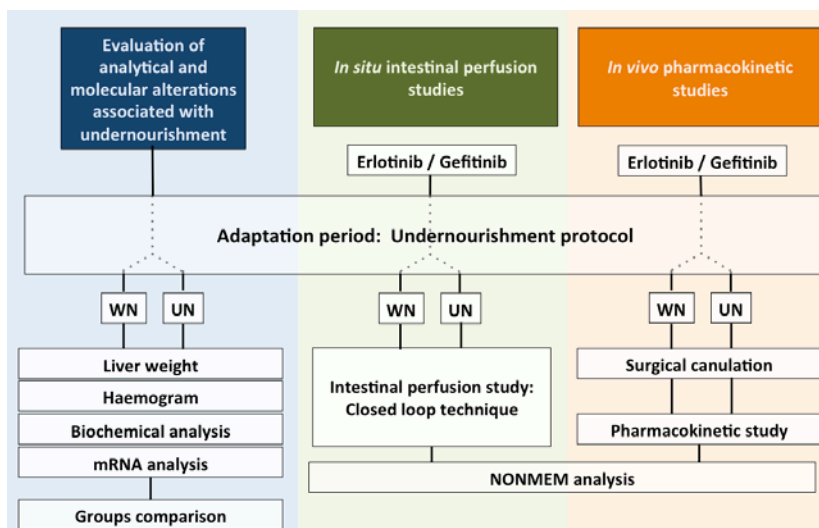 Evaluation of
analytical and
molecular alterations
associated with
undernourishment
In situ intestinal perfusion
studies
In vivo pharmacokinetic
studies
Erlotinib / Gefitinib
Erlotinib / Gefitinib
Adaptation period: Undernourishment protocol
WN
UN
WN
UN
WN
UN
Liver weight
Haemogram
Biochemical analysis
mRNA analysis
Groups comparison
Intestinal perfusion study:
Closed loop technique
Surgical canulation
Pharmacokinetic study
NONMEM analysis